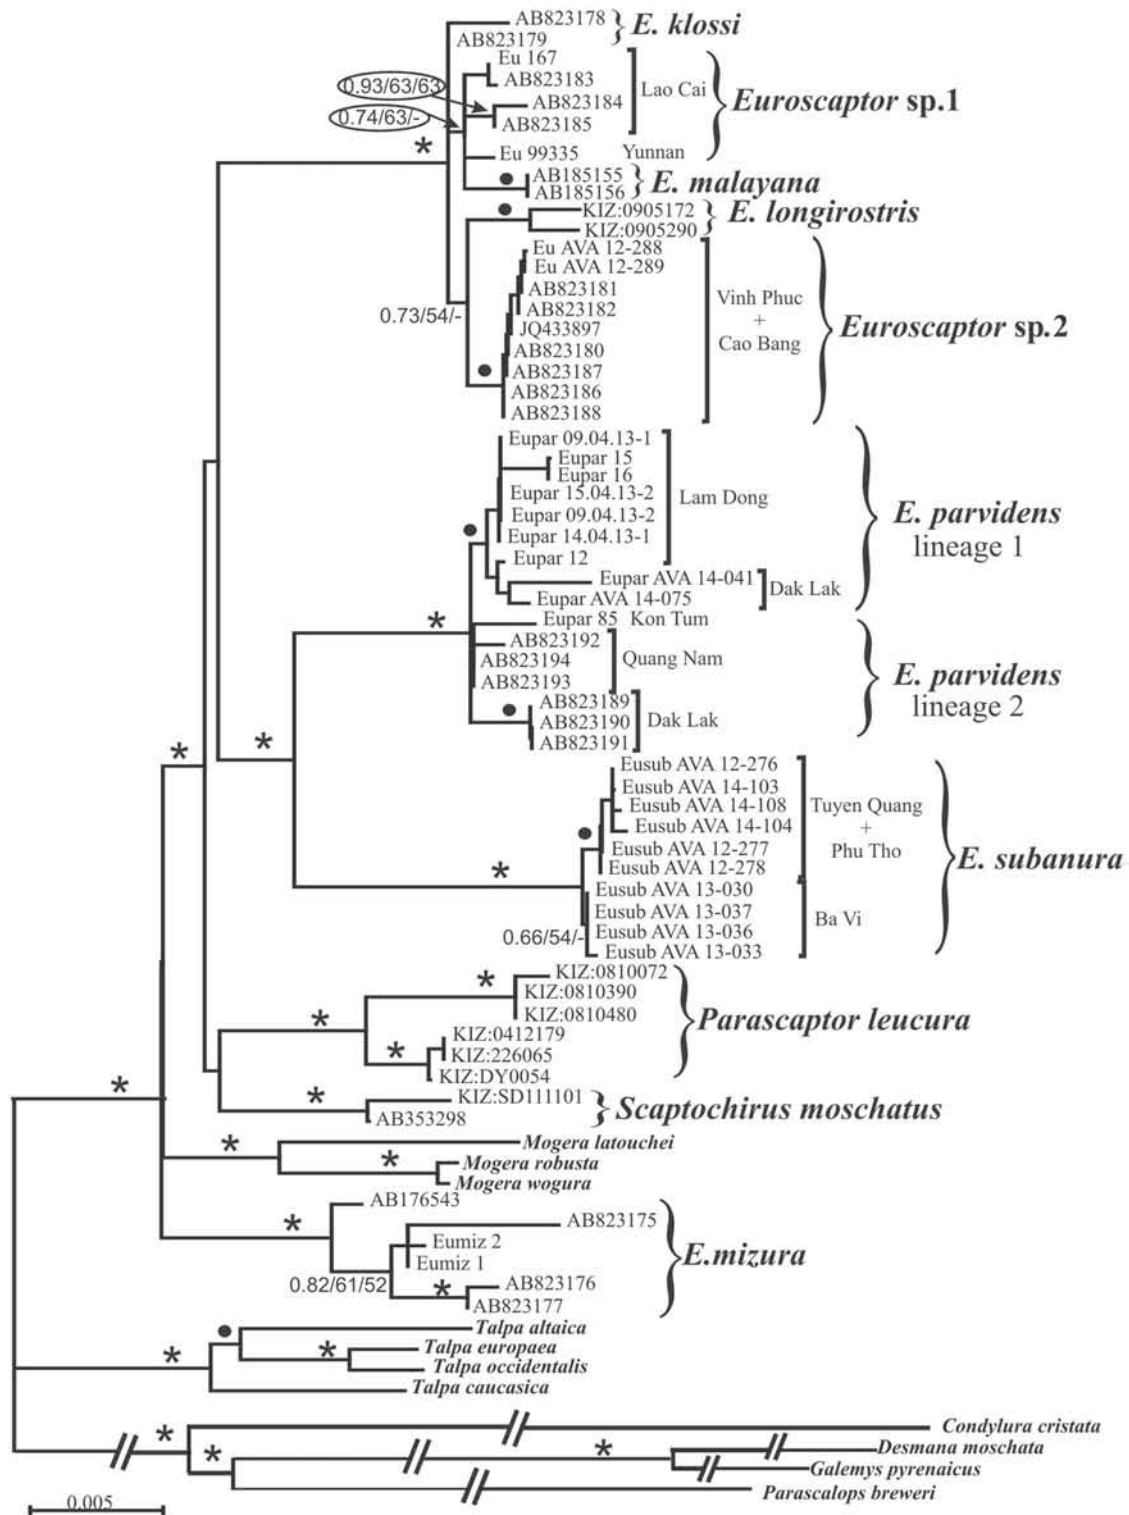 AB823178
E. klossi
AB823179
Eu 167
0.93/63/63
AB823183
Lao Cai
AB823184
Euroscaptor sp.1
0.74/63/-
AB823185
*
Eu 99335 Yunnan
AB185155
AB185156
E. malayana
KIZ:0905172
E. longirostris
KIZ:0905290
Eu AVA 12-288
Eu AVA 12-289
AB823181
Vinh Phuc
+
Cao Bang
AB823182
0.73/54/-
JQ433897
Euroscaptor sp.2
AB823180
AB823187
AB823186
AB823188
Eupar 09.04.13-1
Eupar 15
Eupar 16
Eupar 15.04.13-2
Lam Dong
Eupar 09.04.13-2
E. parvidens
lineage 1
Eupar 14.04.13-1
Eupar 12
Eupar AVA 14-041
Dak Lak
Eupar AVA 14-075
*
Eupar 85 Kon Tum
AB823192
AB823194
Quang Nam
AB823193
E. parvidens
lineage 2
AB823189
AB823190
Dak Lak
AB823191
*
*
Eusub AVA 12-276
Eusub AVA 14-103
Eusub AVA 14-108
Tuyen Quang
+
Phu Tho
Eusub AVA 14-104
Eusub AVA 12-277
Eusub AVA 12-278
*
E. subanura
Eusub AVA 13-030
Eusub AVA 13-037
Ba Vi
Eusub AVA 13-036
0.66/54/-
Eusub AVA 13-033
*
KIZ:0810072
KIZ:0810390
KIZ:0810480
*
Parascaptor leucura
KIZ:0412179
*
KIZ:226065
KIZ:DY0054
*
*
KIZ:SD111101
Scaptochirus moschatus
AB353298
*
Mogera latouchei
*
Mogera robusta
Mogera wogura
AB176543
*
AB823175
Eumiz 2
E.mizura
Eumiz 1
0.82/61/52
*
AB823176
AB823177
Talpa altaica
*
*
Talpa europaea
Talpa occidentalis
Talpa caucasica
*
Condylura cristata
*
*
Desmana moschata
Galemys pyrenaicus
Parascalops breweri
0.005